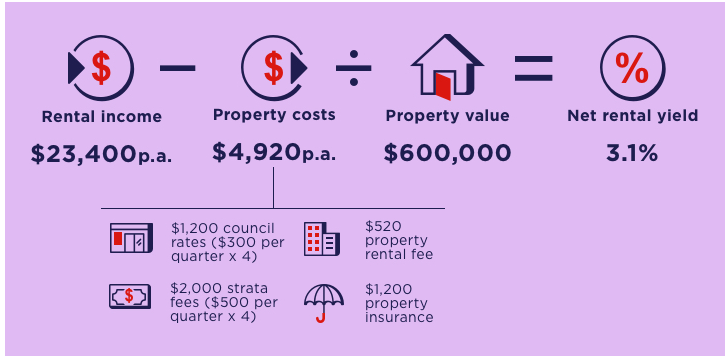 $
−
$
÷
=
%
Rental income
Property costs
Property value
Net rental yield
$23,400p.a.
$4,920p.a.
$600,000
3.1%
$1,200 council
rates ($300 per
quarter x 4)
$520
property
rental fee
$
$2,000 strata
fees ($500 per
quarter x 4)
$1,200
property
insurance